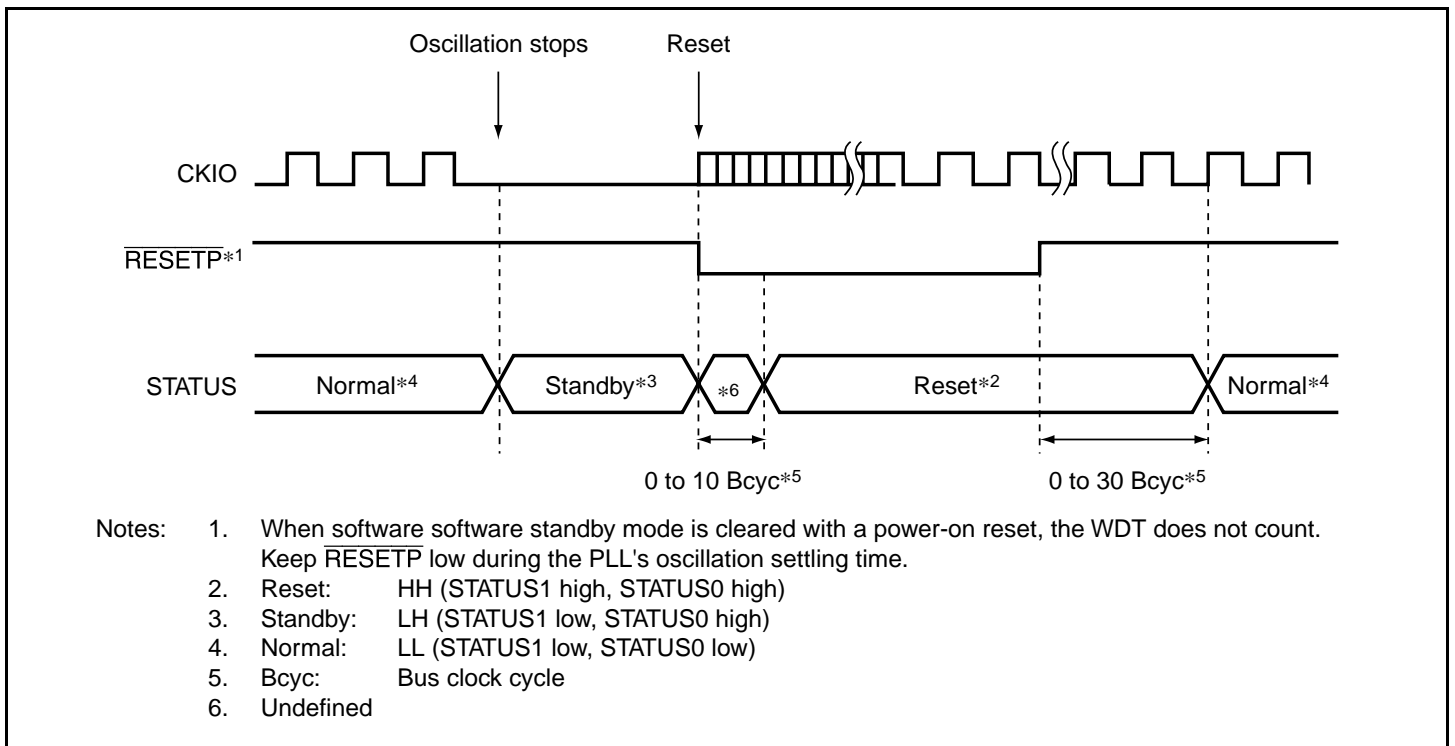 Oscillation stops Reset
CKIO
RESETP*1
STATUS Normal*4 Standby*3 *6 Reset*2 Normal*4
0 to 10 Bcyc*5 0 to 30 Bcyc*5
Notes: 1. When software software standby mode is cleared with a power-on reset, the WDT does not count.
Keep RESETP low during the PLL's oscillation settling time.
2. Reset: HH (STATUS1 high, STATUS0 high)
3. Standby: LH (STATUS1 low, STATUS0 high)
4. Normal: LL (STATUS1 low, STATUS0 low)
5. Bcyc: Bus clock cycle
6. Undefined